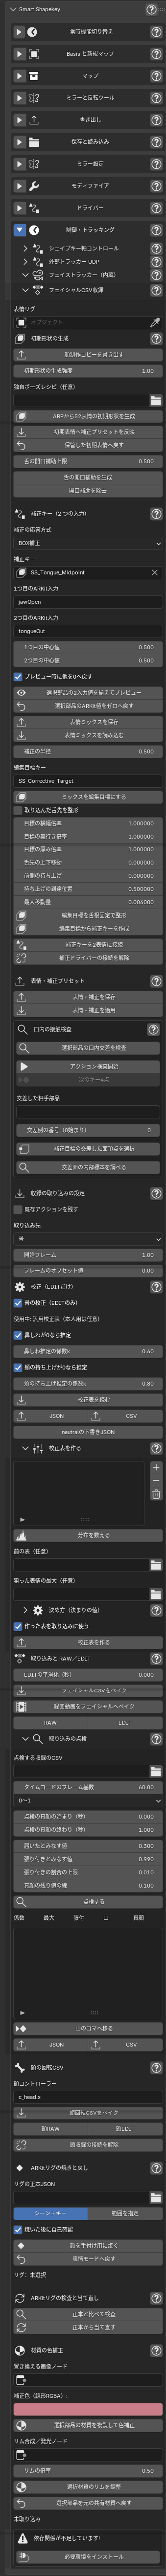 Smart Shapekey
常時機能切り替え
Basis と新規マップ
マップ
ミラーと反転ツール
書き出し
保存と読み込み
ミラー設定
モディファイア
ドライバー
制御・トラッキング
シェイプキー幅コントロール
外部トラッカー UDP
フェイストラッカー（内蔵）
フェイシャルCSV収録
表情リグ
オブジェクト
初期形状の生成
顔制作コピーを書き出す
初期形状の生成強度 1.00
独自ポーズレシピ（任意）
ARPから52表情の初期形状を生成
初期表情へ補正プリセットを反映
保管した初期表情へ戻す
舌の開口補助上限 0.500
舌の開口補助を生成
開口補助を除去
補正キー（2 つの入力）
補正の応答方式
BOX補正
補正キー
SS_Tongue_Midpoint
1つ目のARKit入力
jawOpen
2つ目のARKit入力
tongueOut
1つ目の中心値 0.500
2つ目の中心値 0.500
プレビュー時に他を0へ戻す
選択部品の2入力値を揃えてプレビュー
選択部品のARKit値をゼロへ戻す
表情ミックスを保存
表情ミックスを読み込む
補正の半径 0.500
編集目標キー
SS_Corrective_Target
ミックスを編集目標にする
取り込んだ舌先を整形
目標の横幅倍率 1.000000
目標の奥行き倍率 1.000000
目標の厚み倍率 1.000000
舌先の上下移動 0.000000
前側の持ち上げ 0.000000
持ち上げの到達位置 0.500000
最大移動量 0.006000
編集目標を舌根固定で整形
編集目標から補正キーを作成
補正キーを2表情に接続
補正ドライバーの接続を解除
表情・補正プリセット
表情・補正を保存
表情・補正を適用
口内の接触検査
選択部品の口内交差を検査
アクション検査開始
次のキー4点
交差した相手部品
交差例の番号（0始まり） 0
補正目標の交差した面頂点を選択
交差面の内部標本を調べる
収録の取り込みの設定
既存アクションを残す
取り込み先
骨
開始フレーム 1.00
フレームのオフセット値 0.00
校正（EDITだけ）
骨の校正（EDITのみ）
使用中: 汎用校正表（本人用は任意）
鼻しわが0なら推定
鼻しわ推定の係数k 0.60
頬の持ち上げが0なら推定
頬の持ち上げ推定の係数k 0.80
校正表を読む
JSON CSV
neutralの下書きJSON
校正表を作る
分布を数える
前の表（任意）
狙った表情の最大（任意）
決め方（決まりの値）
作った表を取り込みに使う
校正表を作る
取り込みと RAW／EDIT
EDITの平滑化（秒） 0.000
フェイシャルCSVをベイク
録画動画をフェイシャルへベイク
RAW EDIT
取り込みの点検
点検する収録のCSV
タイムコードのフレーム基数 60.00
0〜1
点検の真顔の始まり（秒） 0.000
点検の真顔の終わり（秒） 1.000
届いたとみなす値 0.300
張り付きとみなす値 0.990
張り付きの割合の上限 0.010
真顔の残り値の線 0.100
点検する
係数 最大 張付 山 真顔
山のコマへ移る
JSON CSV
頭の回転CSV
頭コントローラー
c_head.x
頭回転CSVをベイク
頭RAW 頭EDIT
頭収録の接続を解除
ARKitリグの焼きと戻し
リグの正本JSON
シーン＋キー 範囲を指定
焼いた後に自己確認
顔を手付け用に焼く
表情モードへ戻す
リグ: 未選択
ARKitリグの検査と当て直し
正本と比べて検査
正本から当て直す
材質の色補正
置き換える画像ノード
補正色（線形RGBA）:
選択部品の材質を複製して色補正
リム合成／発光ノード
リムの倍率 0.50
選択材質のリムを調整
選択部品を元の共有材質へ戻す
未取り込み
依存関係が不足しています!
必要環境をインストール